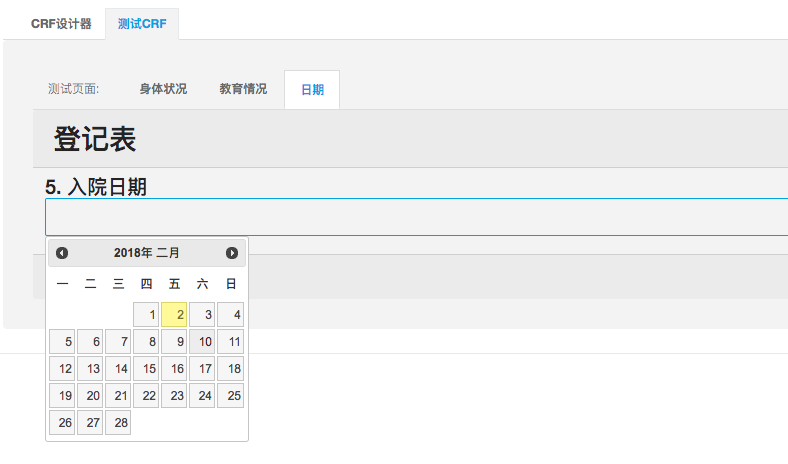 CRF设计器 测试CRF
测试页面: 身体状况 教育情况 日期
登记表
5. 入院日期
2018年 二月
一 二 三 四 五 六 日
1 2 3 4
5 6 7 8 9 10 11
12 13 14 15 16 17 18
19 20 21 22 23 24 25
26 27 28